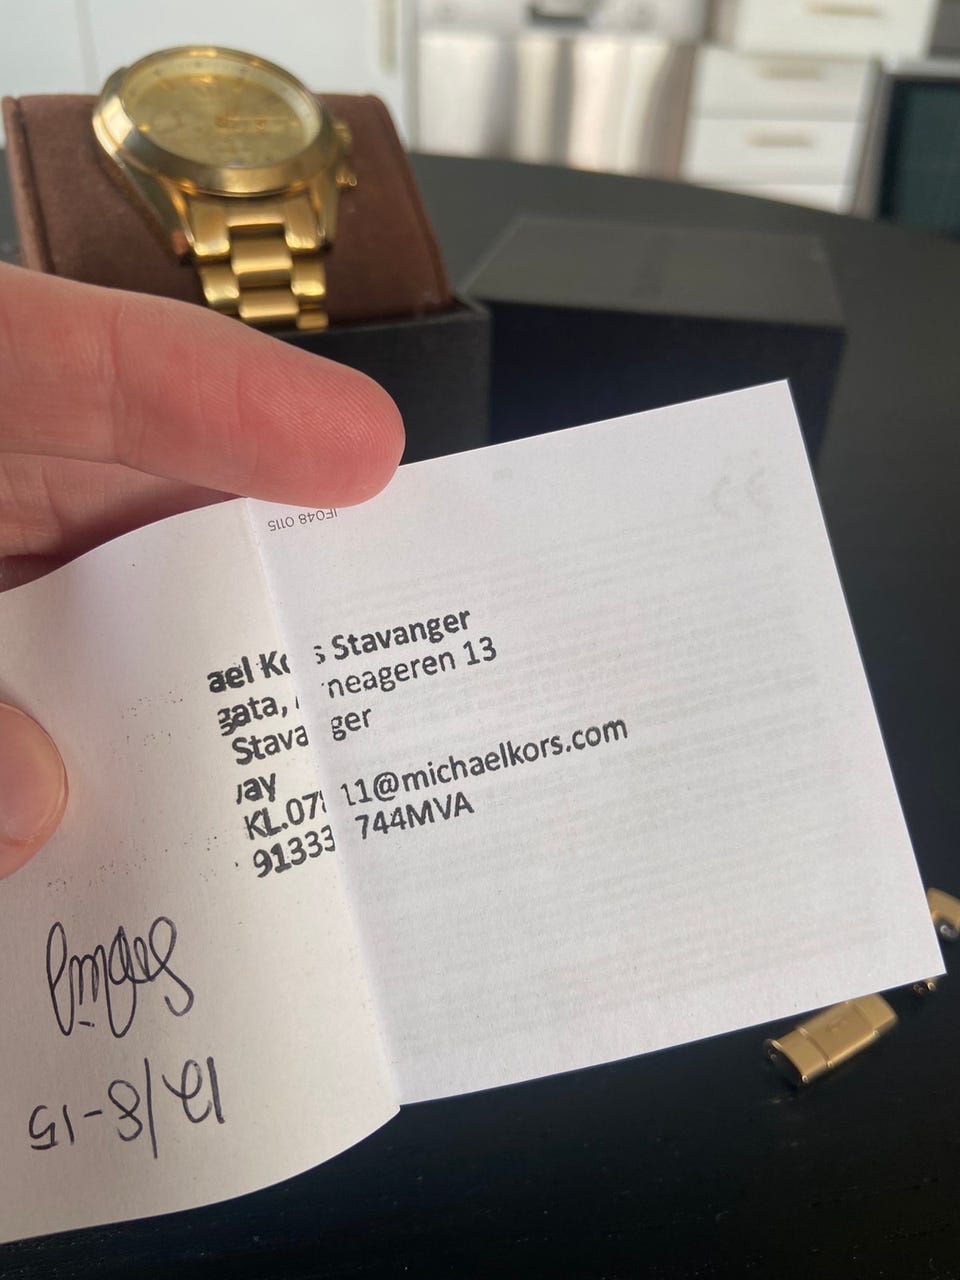 IF048 0115
ael Ko s Stavanger
gata, neageren 13
Stava ger
ay
KL.07 11@michaelkors.com
91333 744MVA
12/8-15